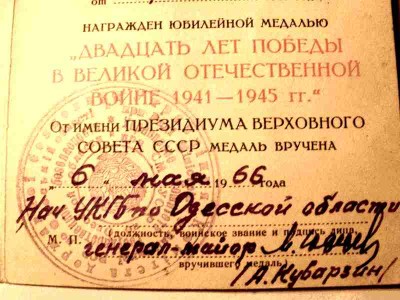 от
НАГРАЖДЕН ЮБИЛЕЙНОЙ МЕДАЛЬЮ
„ДВАДЦАТЬ ЛЕТ ПОБЕДЫ
В ВЕЛИКОЙ ОТЕЧЕСТВЕННОЙ
ВОЙНЕ 1941—1945 гг.“
От имени ПРЕЗИДИУМА ВЕРХОВНОГО
СОВЕТА СССР МЕДАЛЬ ВРУЧЕНА
„6 “ мая 1966 года
Нач УКГБ по Одесской области
М. П. (должность, воинское звание и подпись лица,
генерал-майор
вручившего медаль)
(А. Куварзин)